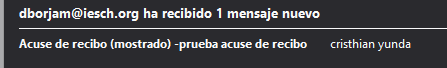 dborjam@iesch.org ha recibido 1 mensaje nuevo
Acuse de recibo (mostrado) -prueba acuse de recibo cristhian yunda